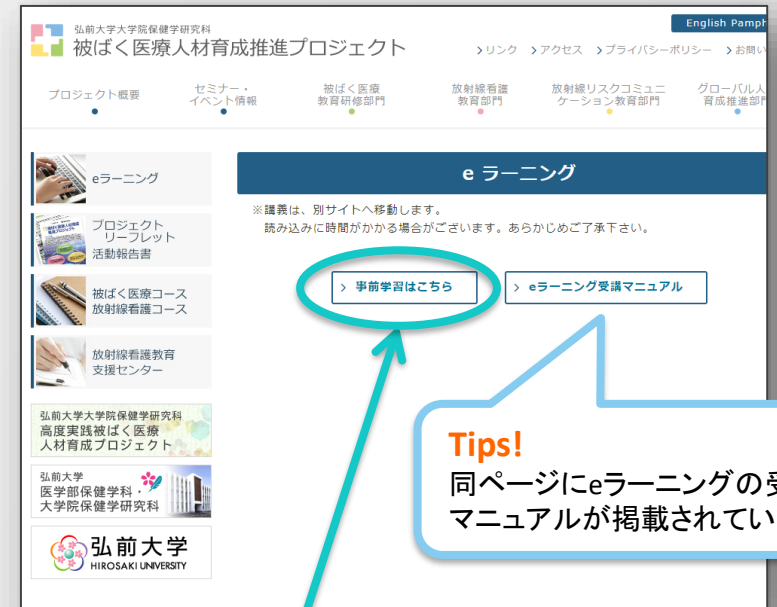 弘前大学大学院保健学研究科
被ばく医療人材育成推進プロジェクト
English Pamph
リンク アクセス プライバシーポリシー お問い
プロジェクト概要
セミナー・
イベント情報
被ばく医療
教育研修部門
放射線看護
教育部門
放射線リスクコミュニ
ケーション教育部門
グローバル人
育成推進部門
eラーニング
プロジェクト
リーフレット
活動報告書
被ばく医療コース
放射線看護コース
放射線看護教育
支援センター
弘前大学大学院保健学研究科
高度実践被ばく医療
人材育成プロジェクト
弘前大学
医学部保健学科・
大学院保健学研究科
弘前大学
HIROSAKI UNIVERSITY
e ラーニング
※講義は、別サイトへ移動します。
読み込みに時間がかかる場合がございます。あらかじめご了承下さい。
> 事前学習はこちら
> eラーニング受講マニュアル
Tips!
同ページにeラーニングの受
マニュアルが掲載されてい